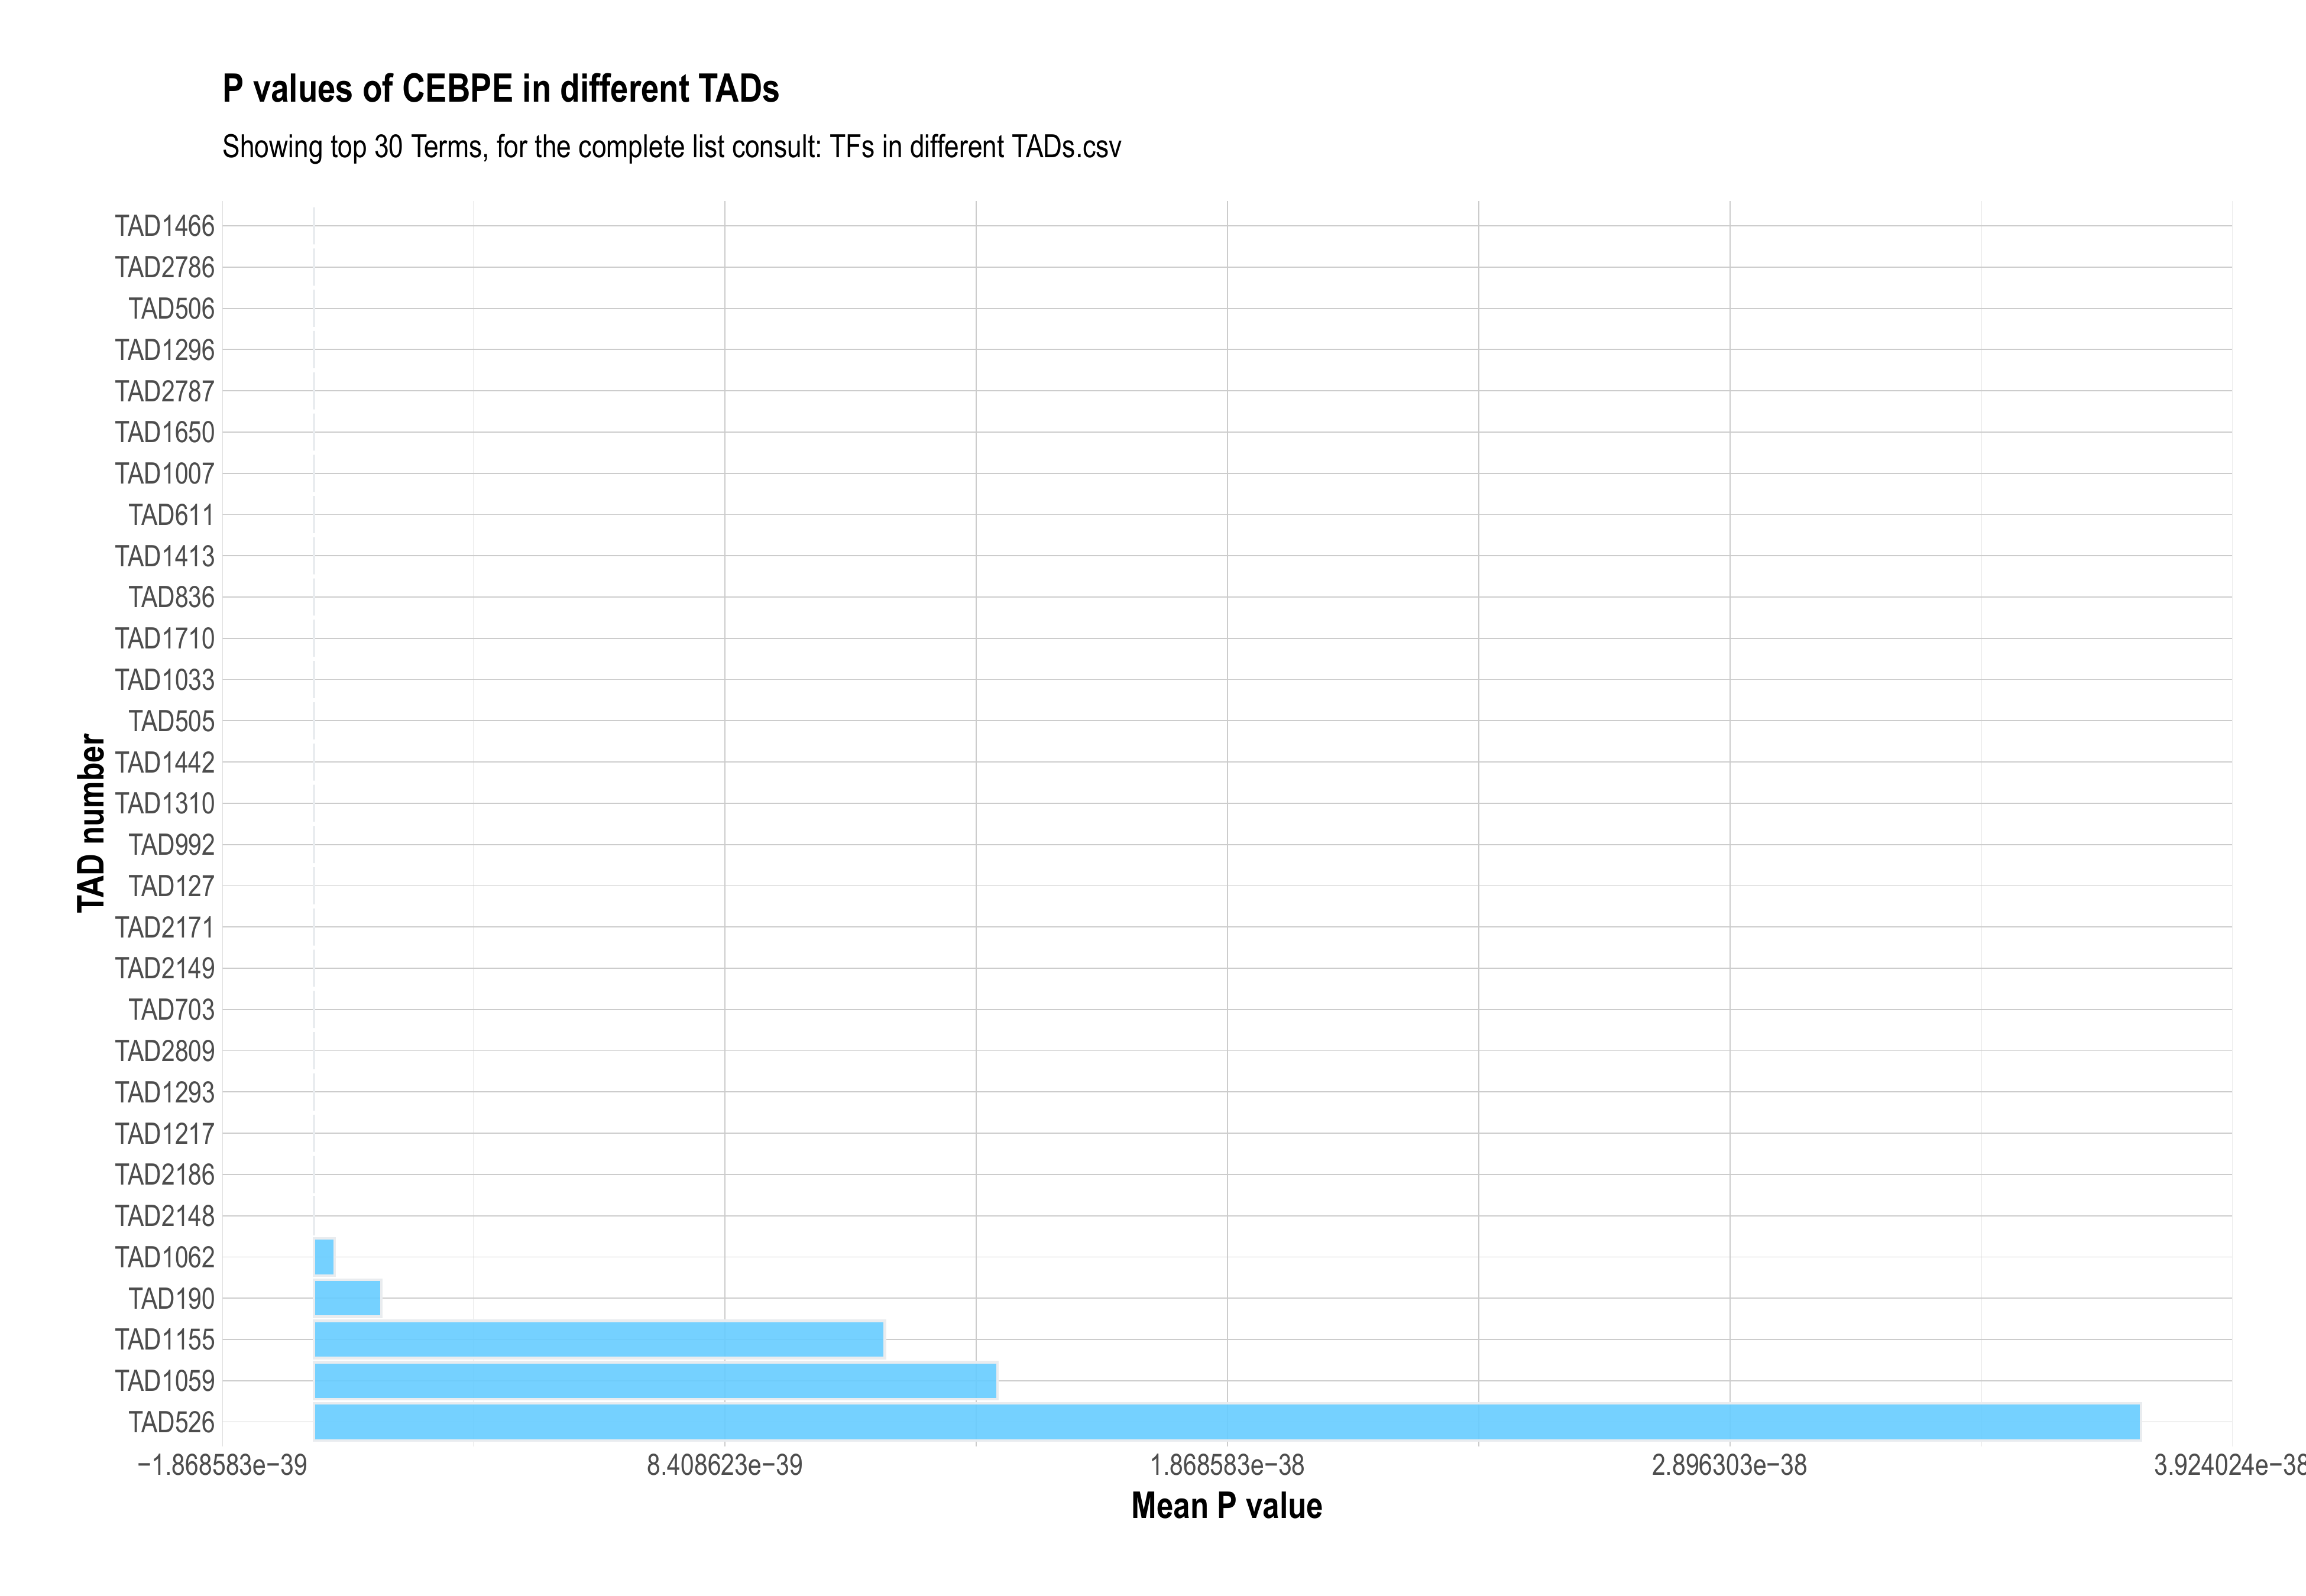 P values of CEBPE in different TADs
Showing top 30 Terms, for the complete list consult: TFs in different TADs.csv
TAD number
TAD1466
TAD2786
TAD506
TAD1296
TAD2787
TAD1650
TAD1007
TAD611
TAD1413
TAD836
TAD1710
TAD1033
TAD505
TAD1442
TAD1310
TAD992
TAD127
TAD2171
TAD2149
TAD703
TAD2809
TAD1293
TAD1217
TAD2186
TAD2148
TAD1062
TAD190
TAD1155
TAD1059
TAD526
−1.868583e−39 8.408623e−39 1.868583e−38 2.896303e−38 3.924024e−38
Mean P value